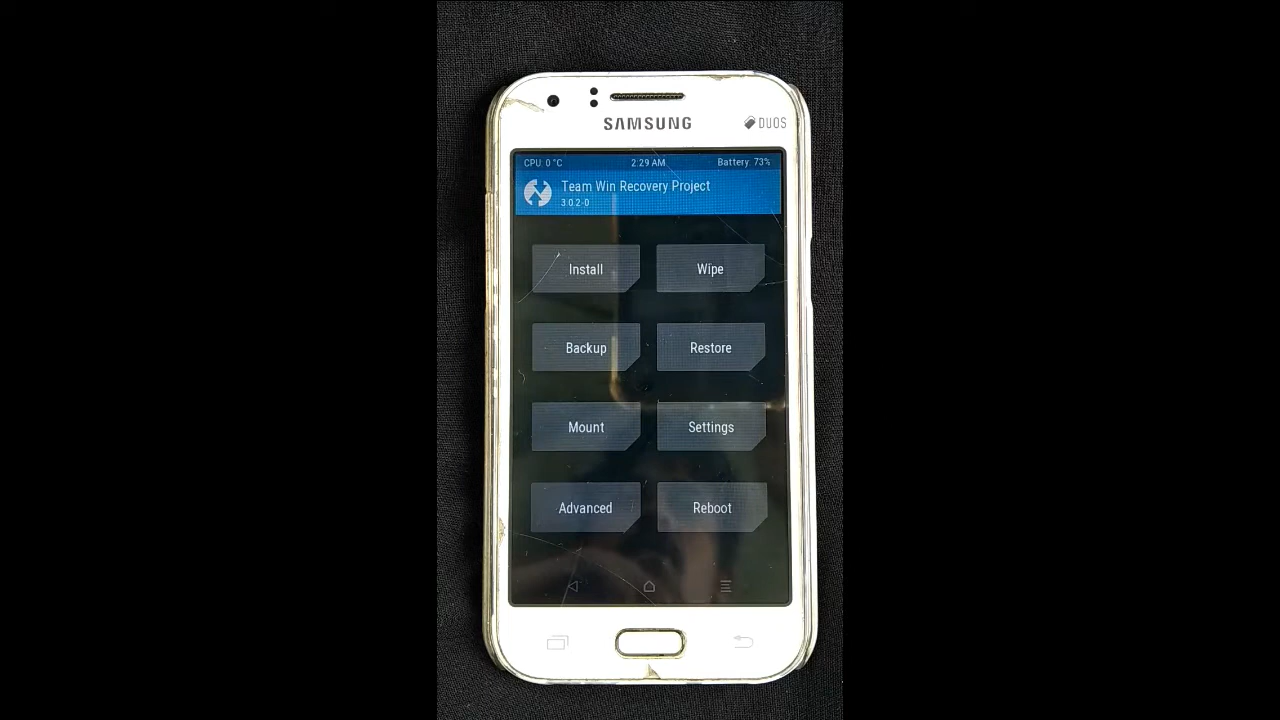 SAMSUNG
DUOS
CPU: 0 °C 2:29 AM Battery: 73%
Team Win Recovery Project
3.0.2-0
Install Wipe
Backup Restore
Mount Settings
Advanced Reboot